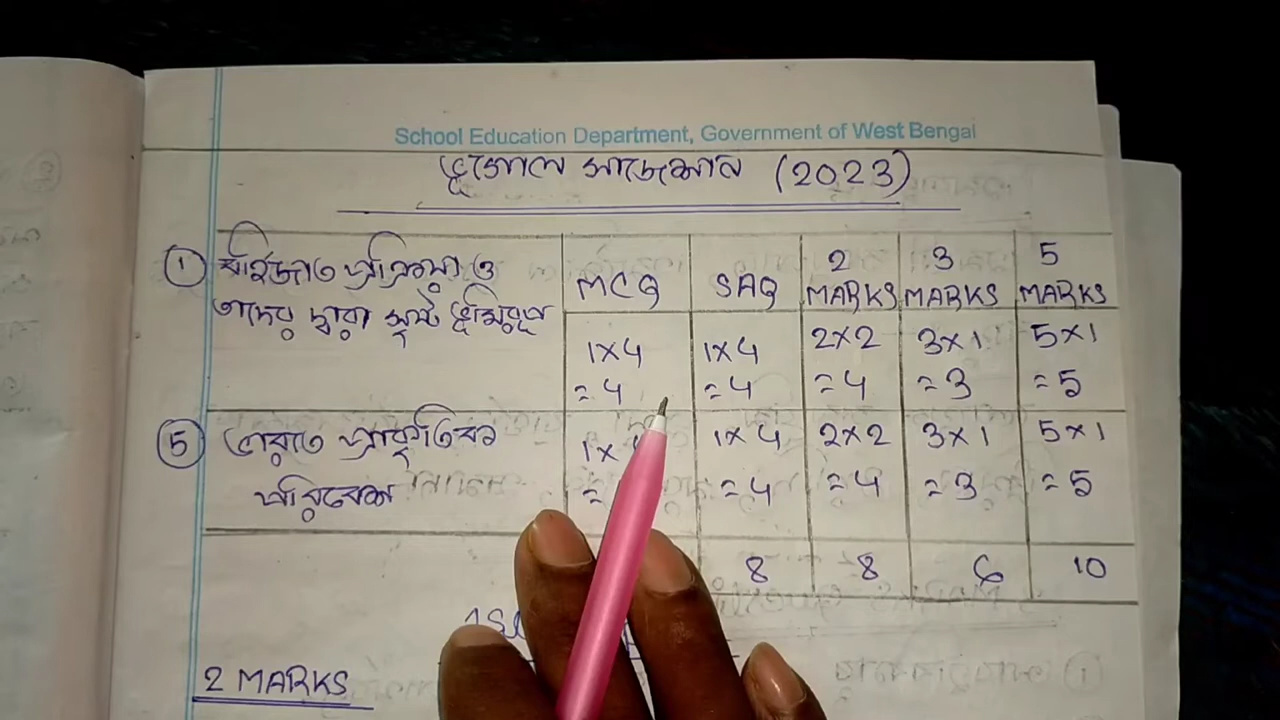 School Education Department, Government of West Bengal
ভূগোল সাজেশান (2023)
① বহির্জাত প্রক্রিয়া ও তাদের দ্বারা সৃষ্ট ভূমিরূপ
MCQ SAQ 2 MARKS 3 MARKS 5 MARKS
1×4 1×4 2×2 3×1 5×1
=4 =4 =4 =3 =5
⑤ ভারতে প্রাকৃতিক পরিবেশ
1× 1×4 2×2 3×1 5×1
= =4 =4 =3 =5
8 8 6 10
2 MARKS